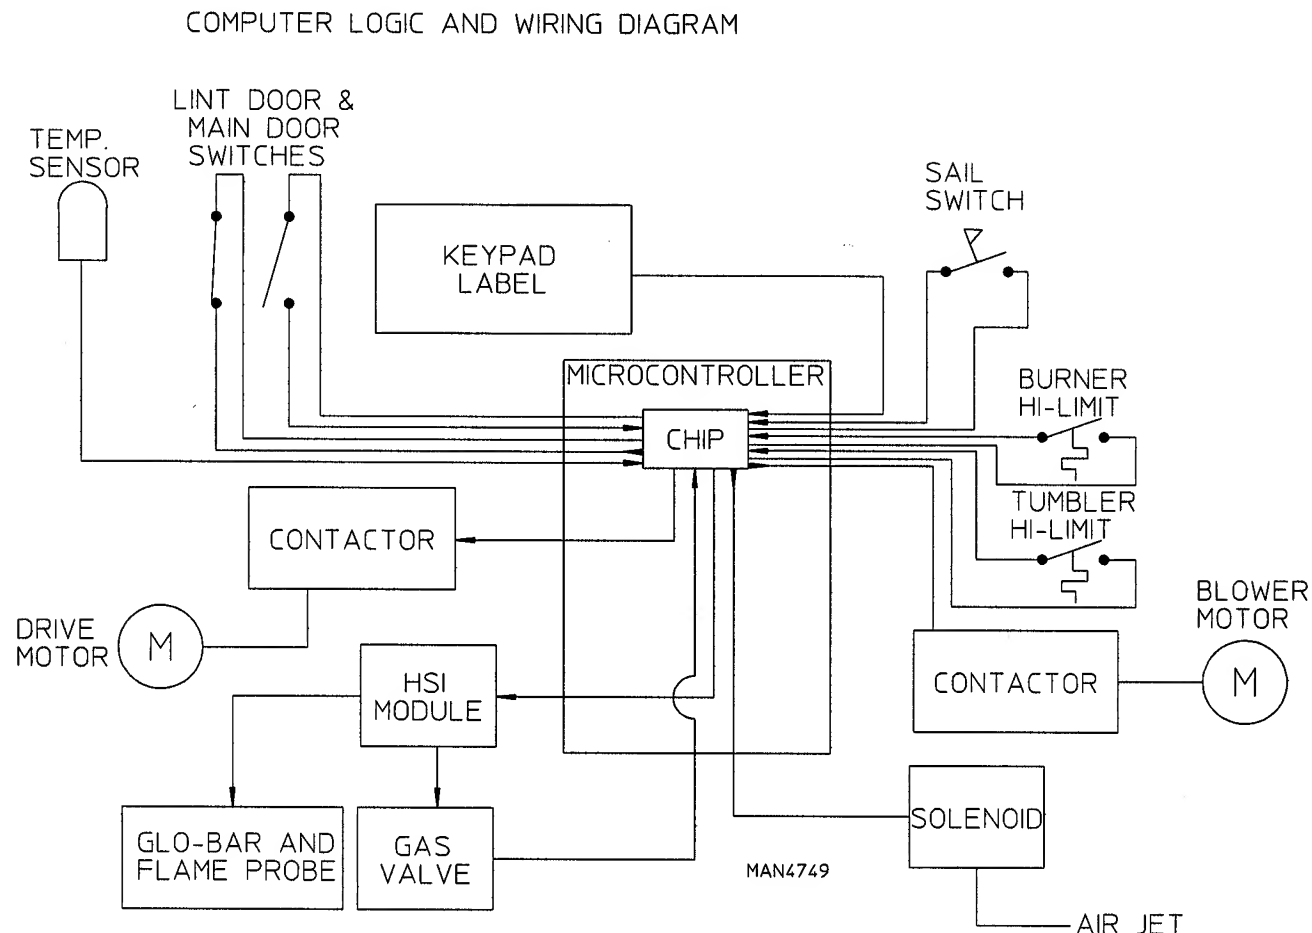 COMPUTER LOGIC AND WIRING DIAGRAM
LINT DOOR &
MAIN DOOR
SWITCHES
TEMP.
SENSOR
SAIL
SWITCH
KEYPAD
LABEL
MICROCONTROLLER
CHIP
BURNER
HI-LIMIT
TUMBLER
HI-LIMIT
CONTACTOR
BLOWER
MOTOR
DRIVE
MOTOR
M
HSI
MODULE
CONTACTOR
M
SOLENOID
GLO-BAR AND
FLAME PROBE
GAS
VALVE
MAN4749
AIR JET